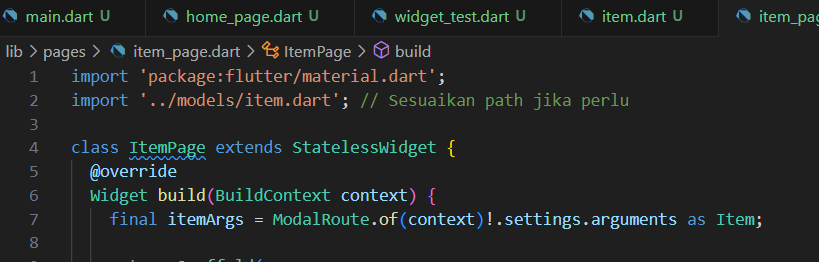 main.dart U home_page.dart U widget_test.dart U item.dart U item_pag
lib > pages > item_page.dart > ItemPage > build
1 import 'package:flutter/material.dart';
2 import '../models/item.dart'; // Sesuaikan path jika perlu
3
4 class ItemPage extends StatelessWidget {
5 @override
6 Widget build(BuildContext context) {
7 final itemArgs = ModalRoute.of(context)!.settings.arguments as Item;
8